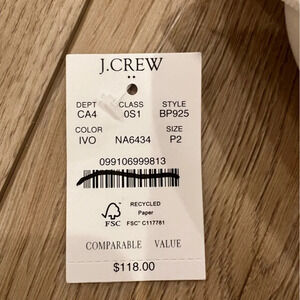 J.CREW
DEPT CLASS STYLE
CA4 0S1 BP925
COLOR SIZE
IVO NA6434 P2
099106999813
FSC
RECYCLED
Paper
FSC™ C117781
COMPARABLE VALUE
$118.00